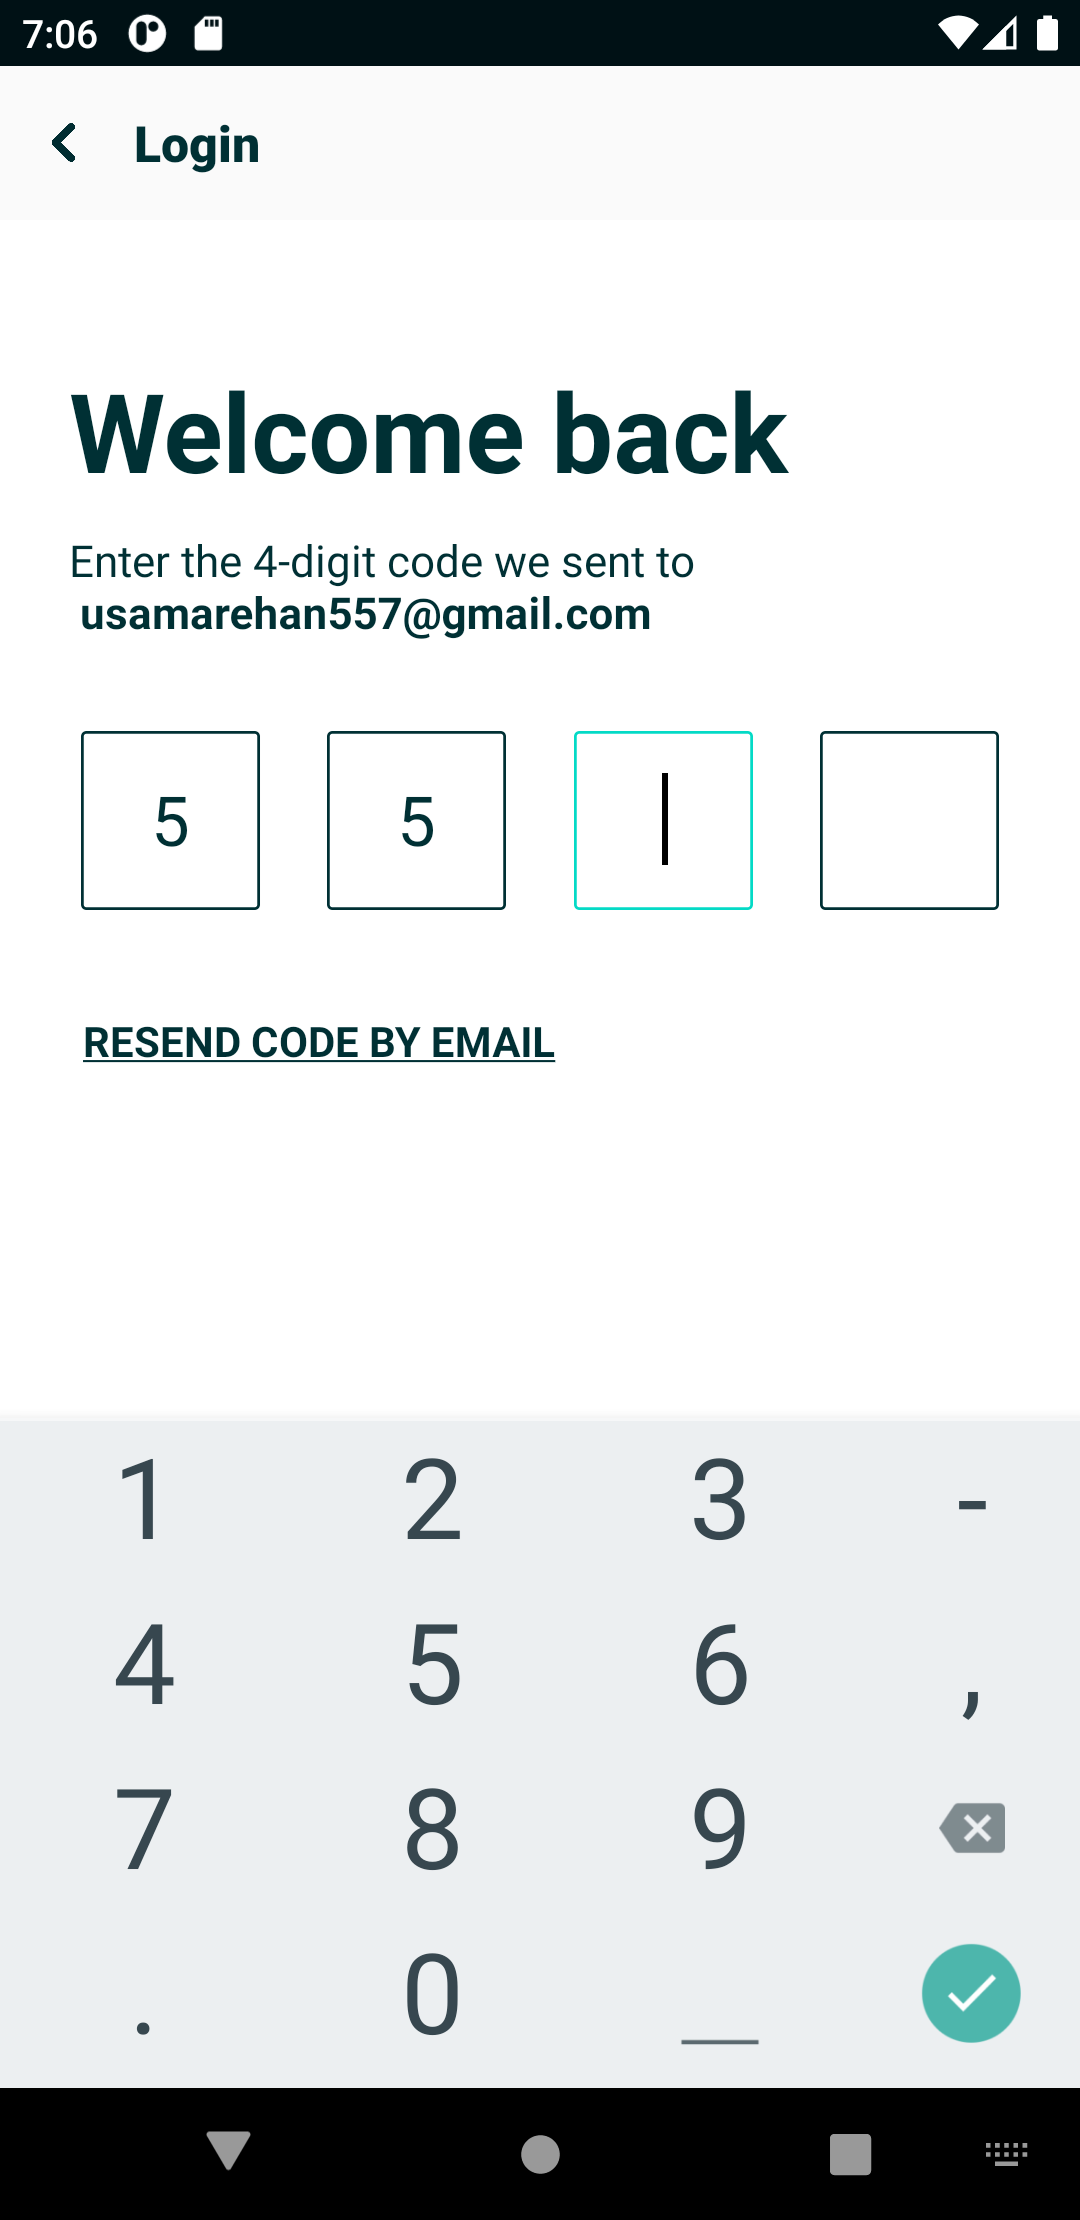 7:06
Login
Welcome back
Enter the 4-digit code we sent to
usamarehan557@gmail.com
5 5
RESEND CODE BY EMAIL
1 2 3 -
4 5 6 ,
7 8 9
. 0